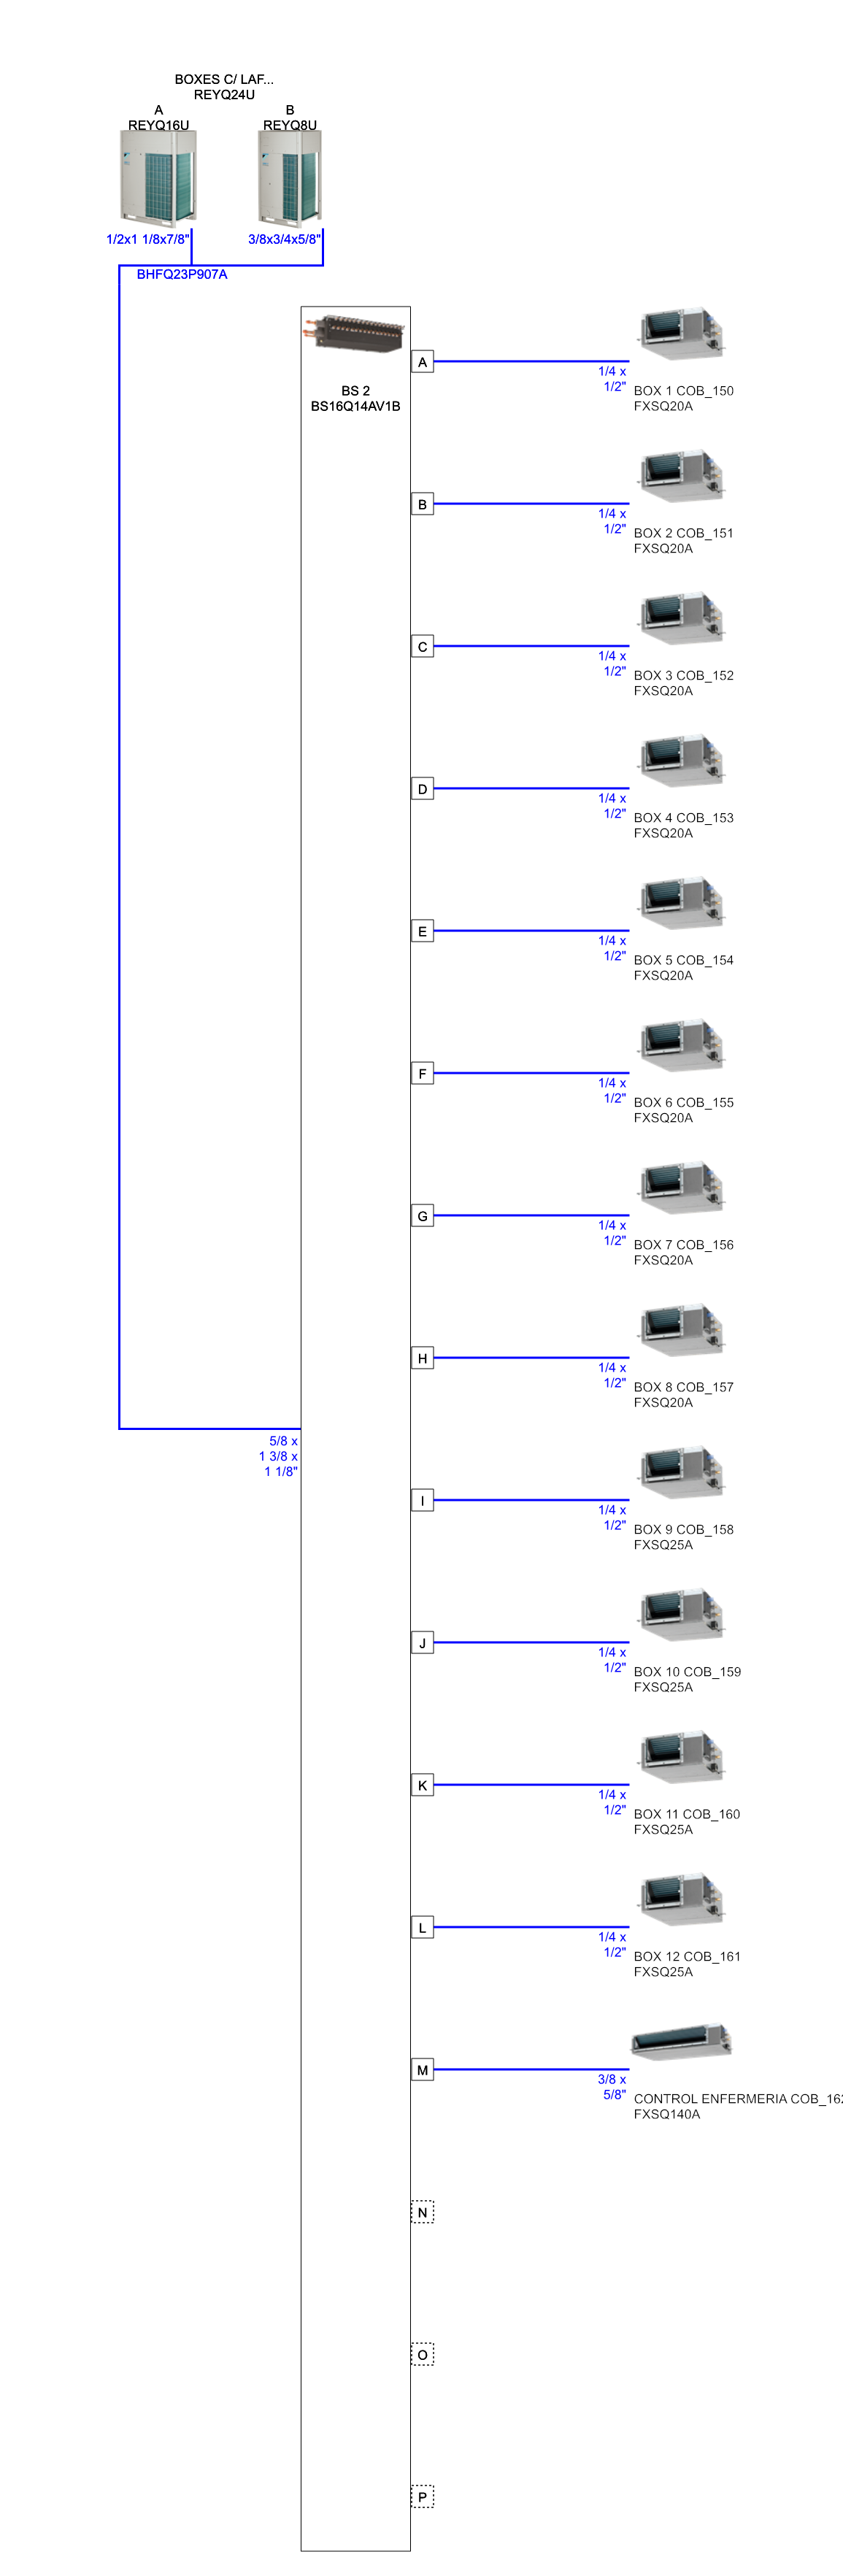 BOXES C/ LAF...
REYQ24U
A
REYQ16U
B
REYQ8U
1/2x1 1/8x7/8"
3/8x3/4x5/8"
BHFQ23P907A
BS 2
BS16Q14AV1B
A
1/4 x
1/2"
BOX 1 COB_150
FXSQ20A
B
1/4 x
1/2"
BOX 2 COB_151
FXSQ20A
C
1/4 x
1/2"
BOX 3 COB_152
FXSQ20A
D
1/4 x
1/2"
BOX 4 COB_153
FXSQ20A
E
1/4 x
1/2"
BOX 5 COB_154
FXSQ20A
F
1/4 x
1/2"
BOX 6 COB_155
FXSQ20A
G
1/4 x
1/2"
BOX 7 COB_156
FXSQ20A
H
1/4 x
1/2"
BOX 8 COB_157
FXSQ20A
5/8 x
1 3/8 x
1 1/8"
I
1/4 x
1/2"
BOX 9 COB_158
FXSQ25A
J
1/4 x
1/2"
BOX 10 COB_159
FXSQ25A
K
1/4 x
1/2"
BOX 11 COB_160
FXSQ25A
L
1/4 x
1/2"
BOX 12 COB_161
FXSQ25A
M
3/8 x
5/8"
CONTROL ENFERMERIA COB_162
FXSQ140A
N
O
P